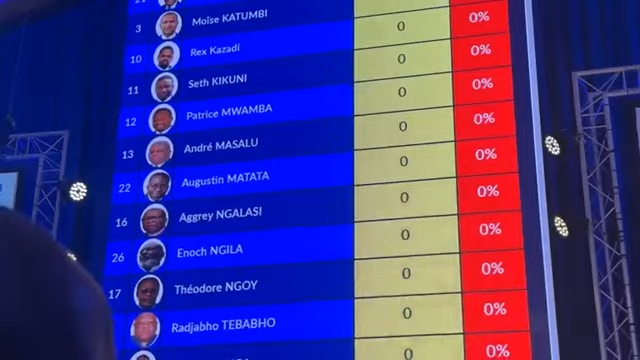 3 Moïse KATUMBI 0 0%
10 Rex Kazadi 0 0%
11 Seth KIKUNI 0 0%
12 Patrice MWAMBA 0 0%
13 André MASALU 0 0%
22 Augustin MATATA 0 0%
16 Aggrey NGALASI 0 0%
26 Enoch NGILA 0 0%
17 Théodore NGOY 0 0%
Radjabho TEBABHO 0 0%